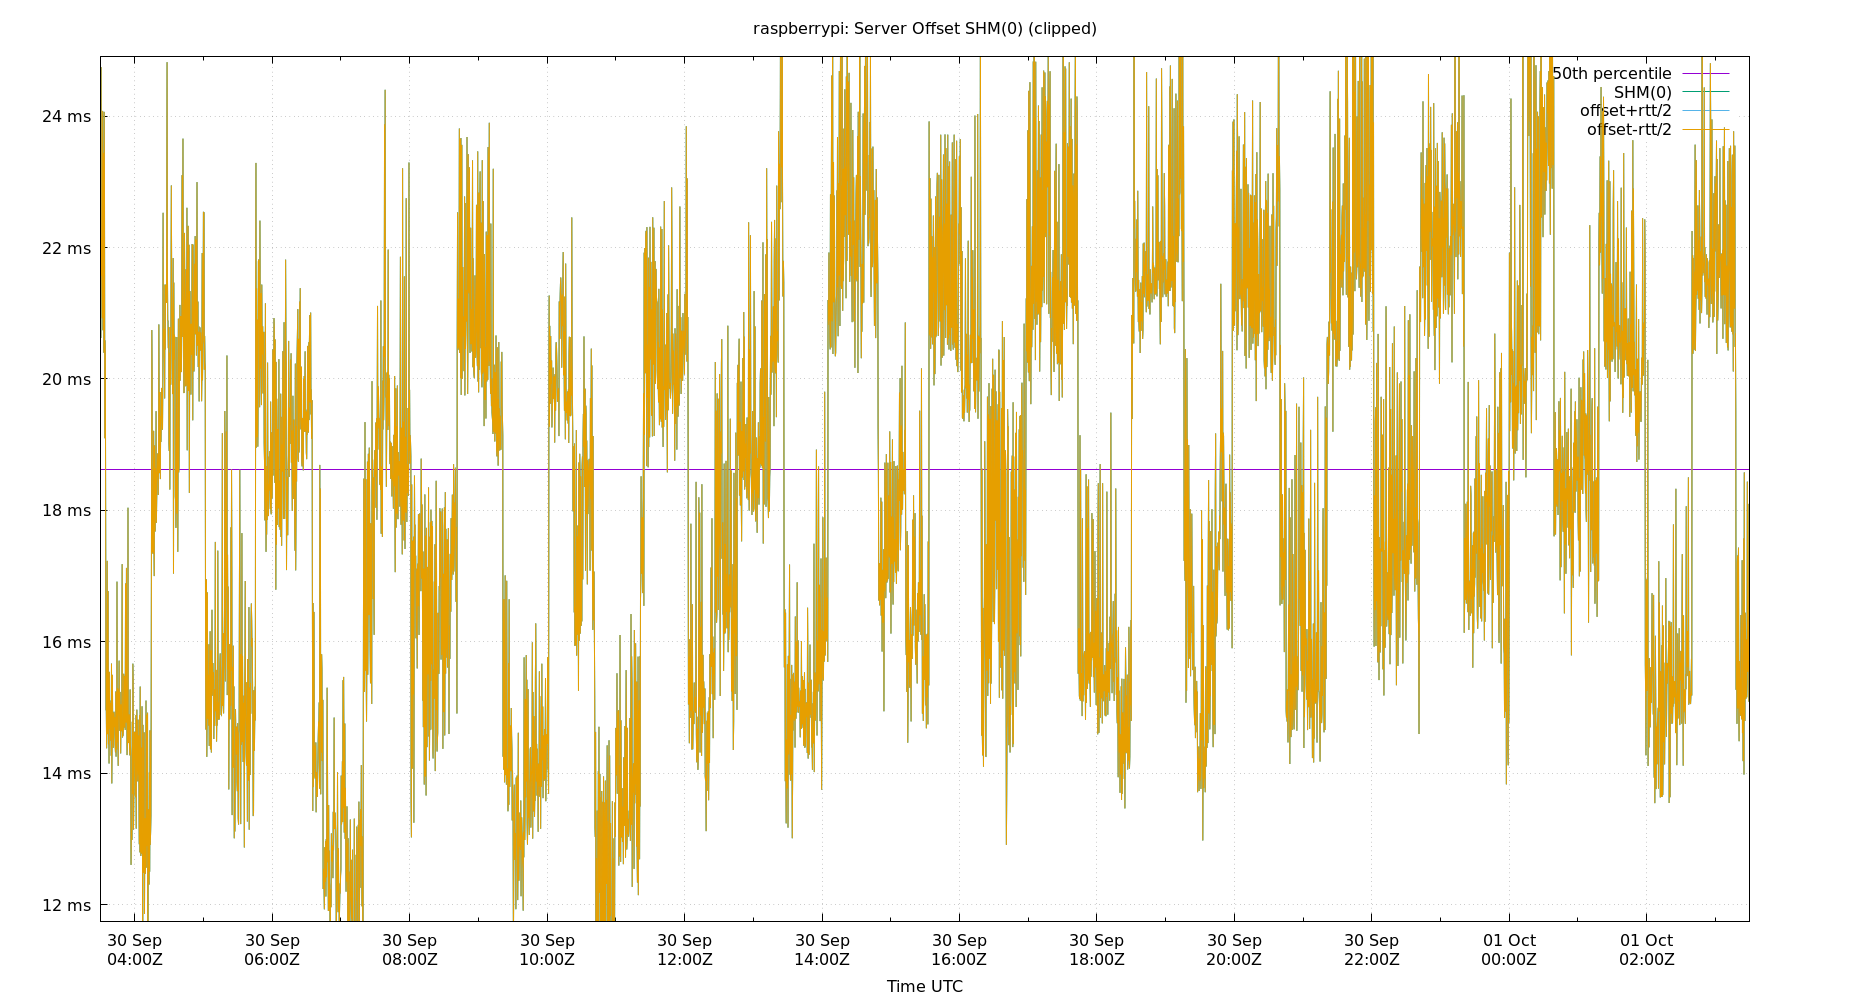 raspberrypi: Server Offset SHM(0) (clipped)
50th percentile
SHM(0)
offset+rtt/2
offset-rtt/2
24 ms
22 ms
20 ms
18 ms
16 ms
14 ms
12 ms
30 Sep 30 Sep 30 Sep 30 Sep 30 Sep 30 Sep 30 Sep 30 Sep 30 Sep 30 Sep 01 Oct 01 Oct
04:00Z 06:00Z 08:00Z 10:00Z 12:00Z 14:00Z 16:00Z 18:00Z 20:00Z 22:00Z 00:00Z 02:00Z
Time UTC